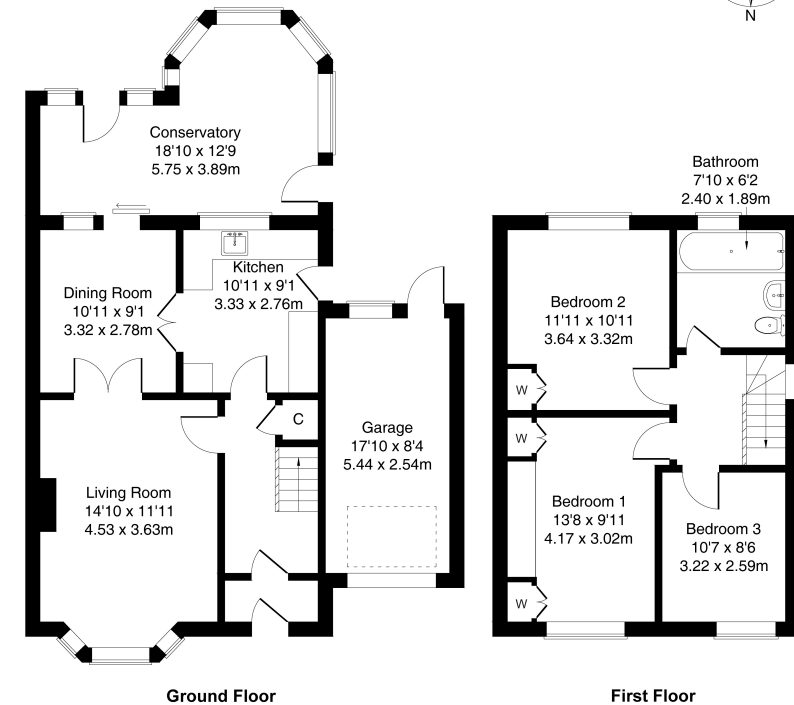 N
Conservatory
18'10 x 12'9
5.75 x 3.89m
Bathroom
7'10 x 6'2
2.40 x 1.89m
Kitchen
10'11 x 9'1
3.33 x 2.76m
Dining Room
10'11 x 9'1
3.32 x 2.78m
Bedroom 2
11'11 x 10'11
3.64 x 3.32m
W
C
W
Garage
17'10 x 8'4
5.44 x 2.54m
Living Room
14'10 x 11'11
4.53 x 3.63m
Bedroom 1
13'8 x 9'11
4.17 x 3.02m
Bedroom 3
10'7 x 8'6
3.22 x 2.59m
W
Ground Floor
First Floor